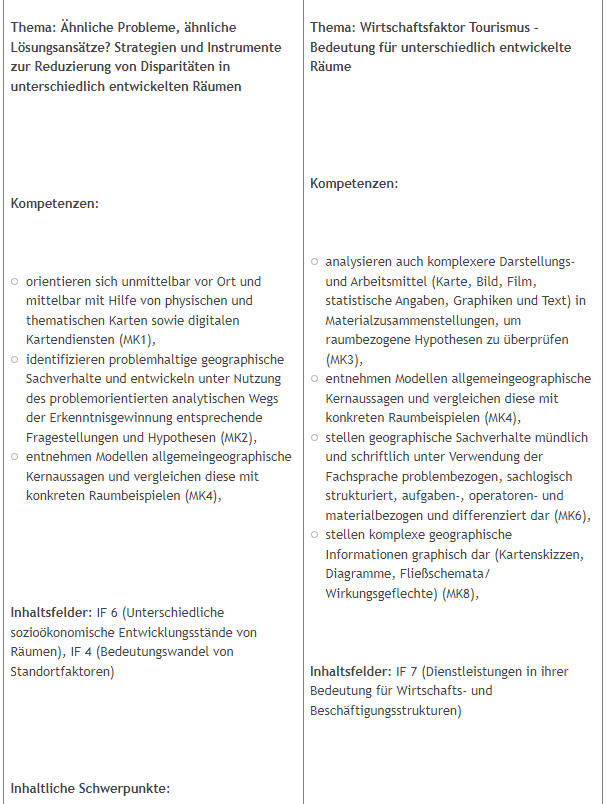 Thema: Ähnliche Probleme, ähnliche
Lösungsansätze? Strategien und Instrumente
zur Reduzierung von Disparitäten in
unterschiedlich entwickelten Räumen
Kompetenzen:
orientieren sich unmittelbar vor Ort und
mittelbar mit Hilfe von physischen und
thematischen Karten sowie digitalen
Kartendiensten (MK1),
identifizieren problemhaltige geographische
Sachverhalte und entwickeln unter Nutzung
des problemorientierten analytischen Wegs
der Erkenntnisgewinnung entsprechende
Fragestellungen und Hypothesen (MK2),
entnehmen Modellen allgemeingeographische
Kernaussagen und vergleichen diese mit
konkreten Raumbeispielen (MK4),
Inhaltsfelder: IF 6 (Unterschiedliche
sozioökonomische Entwicklungsstände von
Räumen), IF 4 (Bedeutungswandel von
Standortfaktoren)
Inhaltliche Schwerpunkte:
Thema: Wirtschaftsfaktor Tourismus –
Bedeutung für unterschiedlich entwickelte
Räume
Kompetenzen:
analysieren auch komplexere Darstellungs-
und Arbeitsmittel (Karte, Bild, Film,
statistische Angaben, Graphiken und Text) in
Materialzusammenstellungen, um
raumbezogene Hypothesen zu überprüfen
(MK3),
entnehmen Modellen allgemeingeographische
Kernaussagen und vergleichen diese mit
konkreten Raumbeispielen (MK4),
stellen geographische Sachverhalte mündlich
und schriftlich unter Verwendung der
Fachsprache problembezogen, sachlogisch
strukturiert, aufgaben-, operatoren- und
materialbezogen und differenziert dar (MK6),
stellen komplexe geographische
Informationen graphisch dar (Kartenskizzen,
Diagramme, Fließschemata/
Wirkungsgeflechte) (MK8),
Inhaltsfelder: IF 7 (Dienstleistungen in ihrer
Bedeutung für Wirtschafts- und
Beschäftigungsstrukturen)